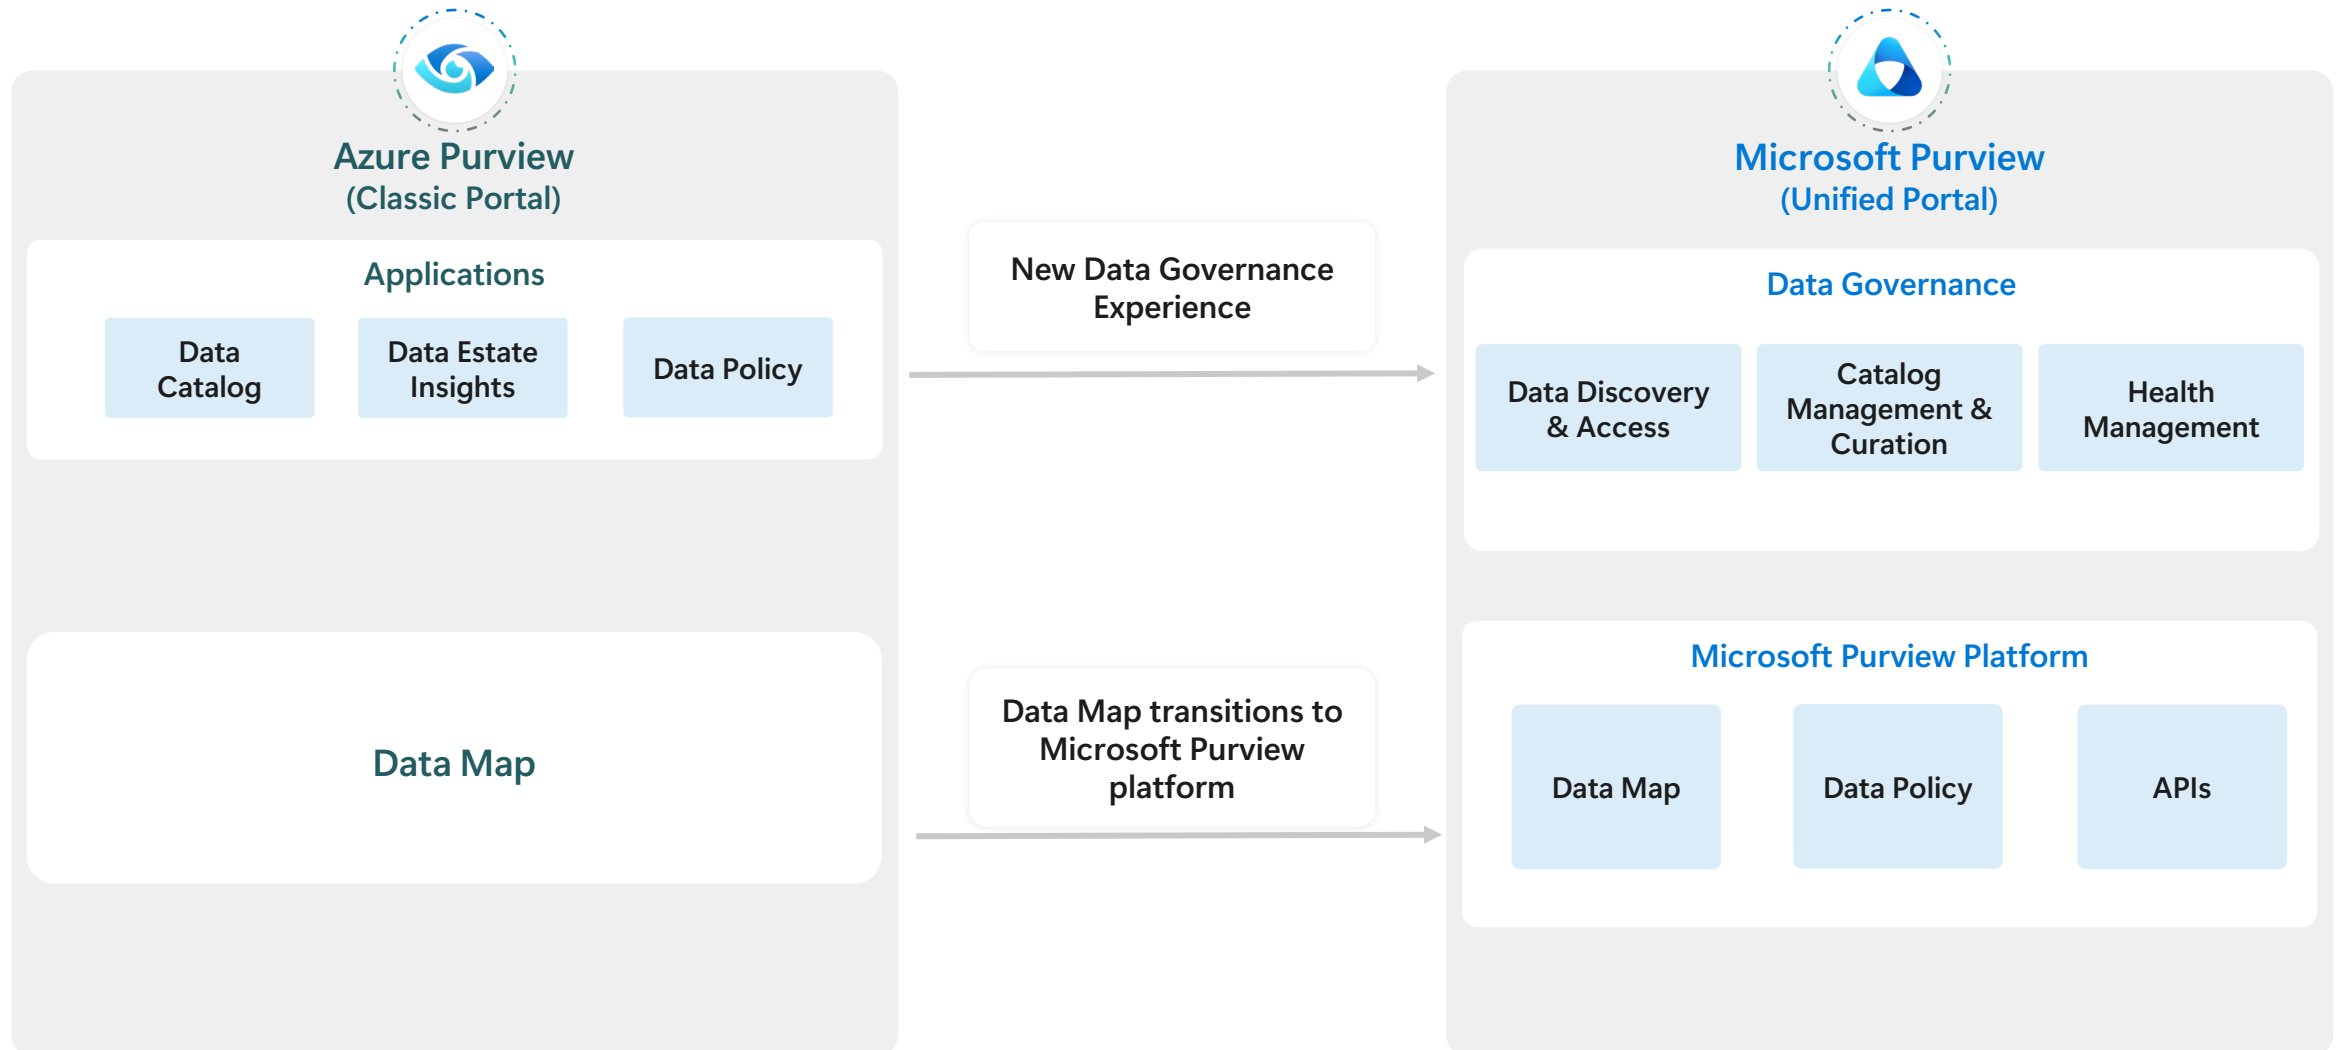 Azure Purview
(Classic Portal)
Applications
Data
Catalog
Data Estate
Insights
Data Policy
Data Map
New Data Governance
Experience
Data Map transitions to
Microsoft Purview
platform
Microsoft Purview
(Unified Portal)
Data Governance
Data Discovery
& Access
Catalog
Management &
Curation
Health
Management
Microsoft Purview Platform
Data Map
Data Policy
APIs